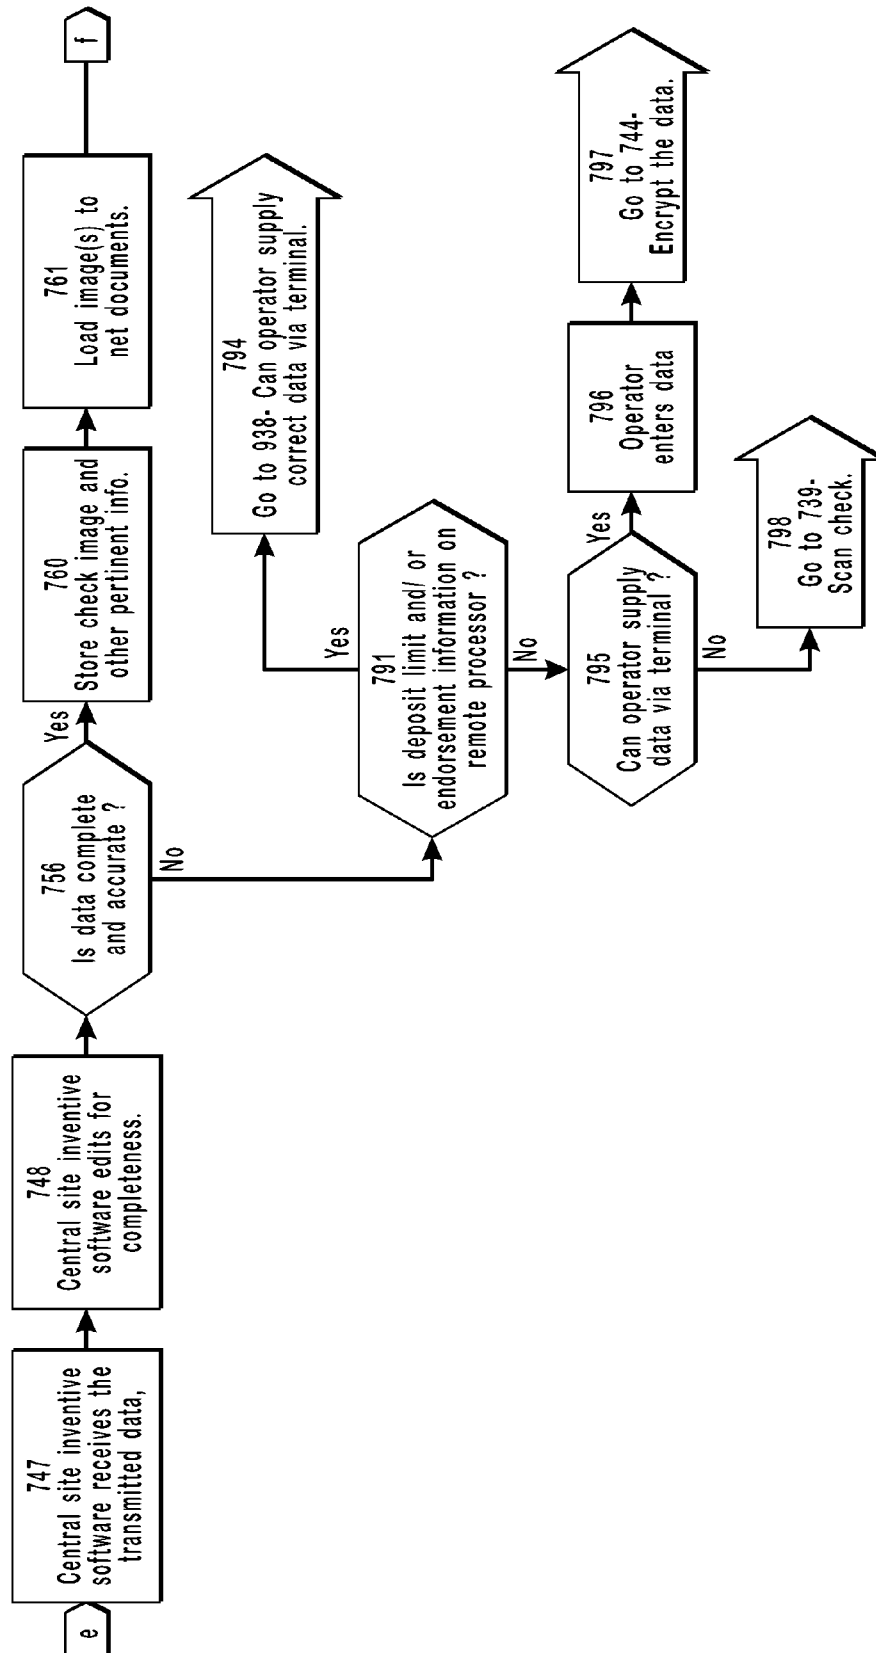 e
747
Central site inventive
software receives the
transmitted data,
748
Central site inventive
software edits for
completeness.
756
Is data complete
and accurate ?
Yes
No
760
Store check image and
other pertinent info.
761
Load image(s) to
net documents.
f
791
Is deposit limit and/ or
endorsement information on
remote processor ?
Yes
No
794
Go to 938- Can operator supply
correct data via terminal.
795
Can operator supply
data via terminal ?
Yes
No
796
Operator
enters data
797
Go to 744-
Encrypt the data.
798
Go to 739-
Scan check.